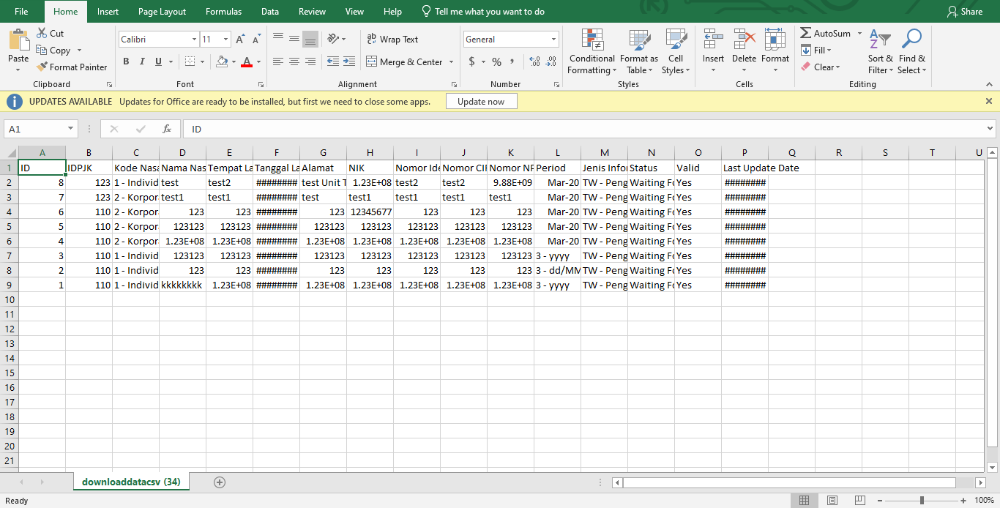 File Home Insert Page Layout Formulas Data Review View Help Tell me what you want to do Share
Cut
Copy
Format Painter
Paste
Clipboard
Calibri 11
B I U
Font
Wrap Text
Merge & Center
Alignment
General
$ % ,
Number
Conditional Formatting
Format as Table
Cell Styles
Styles
Insert Delete Format
Cells
AutoSum
Fill
Clear
Sort & Filter
Find & Select
Editing
UPDATES AVAILABLE Updates for Office are ready to be installed, but first we need to close some apps. Update now
A1 fx ID
A B C D E F G H I J K L M N O P Q R S T U
1 ID IDPJK Kode Nasa Nama Nas Tempat La Tanggal La Alamat NIK Nomor Ide Nomor CIF Nomor NP Period Jenis Infor Status Valid Last Update Date
2 8 123 1 - Individ test test2 ######## test Unit T 1.23E+08 test2 test2 9.88E+09 Mar-20 TW - Peng Waiting Fo Yes ########
3 7 123 2 - Korpor test1 test1 ######## test test1 test1 test1 test1 Mar-20 TW - Peng Waiting Fo Yes ########
4 6 110 2 - Korpor 123 123 ######## 123 12345677 123 123 123 Mar-20 TW - Peng Waiting Fo Yes ########
5 5 110 2 - Korpor 123123 123123 ######## 123123 123123 123123 123123 123123 Mar-20 TW - Peng Waiting Fo Yes ########
6 4 110 2 - Korpor 1.23E+08 1.23E+08 ######## 1.23E+08 1.23E+08 1.23E+08 1.23E+08 1.23E+08 Mar-20 TW - Peng Waiting Fo Yes ########
7 3 110 1 - Individ 123123 123123 ######## 123123 123123 123123 123123 123123 3 - yyyy TW - Peng Waiting Fo Yes ########
8 2 110 1 - Individ 123 123 ######## 123 123 123 123 123 3 - dd/MM TW - Peng Waiting Fo Yes ########
9 1 110 1 - Individ kkkkkkkk 1.23E+08 ######## 1.23E+08 1.23E+08 1.23E+08 1.23E+08 1.23E+08 3 - yyyy TW - Peng Waiting Fo Yes ########
10
11
12
13
14
15
16
17
18
19
20
21
downloaddatacsv (34)
Ready 100%